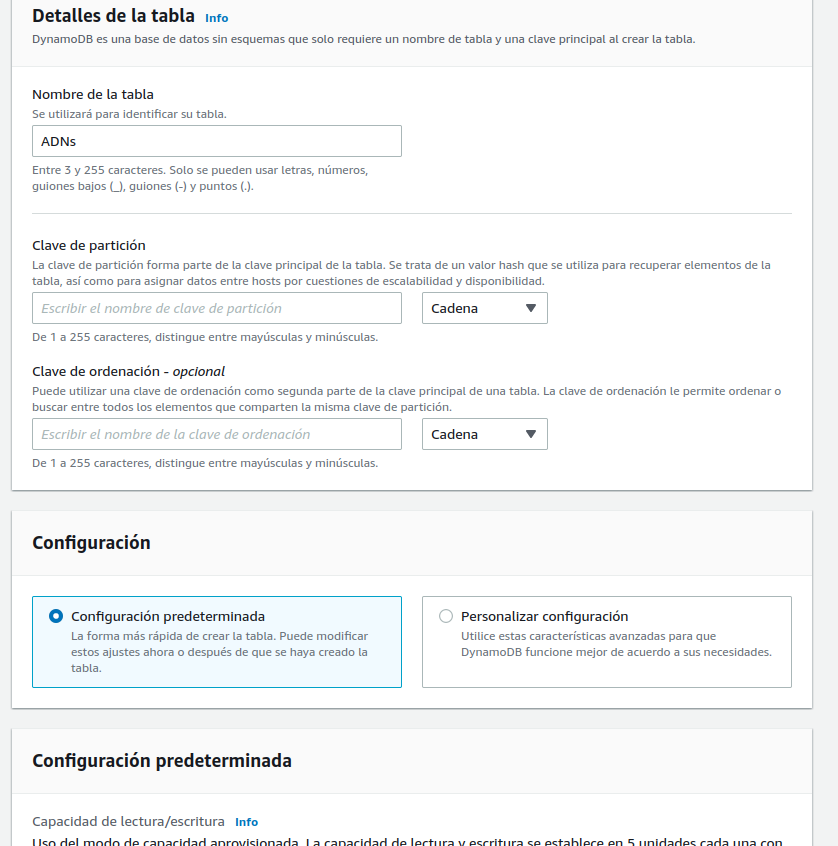 Detalles de la tabla Info
DynamoDB es una base de datos sin esquemas que solo requiere un nombre de tabla y una clave principal al crear la tabla.
Nombre de la tabla
Se utilizará para identificar su tabla.
ADNs
Entre 3 y 255 caracteres. Solo se pueden usar letras, números,
guiones bajos (_), guiones (-) y puntos (.).
Clave de partición
La clave de partición forma parte de la clave principal de la tabla. Se trata de un valor hash que se utiliza para recuperar elementos de la
tabla, así como para asignar datos entre hosts por cuestiones de escalabilidad y disponibilidad.
Escribir el nombre de clave de partición Cadena
De 1 a 255 caracteres, distingue entre mayúsculas y minúsculas.
Clave de ordenación - opcional
Puede utilizar una clave de ordenación como segunda parte de la clave principal de una tabla. La clave de ordenación le permite ordenar o
buscar entre todos los elementos que comparten la misma clave de partición.
Escribir el nombre de la clave de ordenación Cadena
De 1 a 255 caracteres, distingue entre mayúsculas y minúsculas.
Configuración
Configuración predeterminada
La forma más rápida de crear la tabla. Puede modificar
estos ajustes ahora o después de que se haya creado la
tabla.
Personalizar configuración
Utilice estas características avanzadas para que
DynamoDB funcione mejor de acuerdo a sus necesidades.
Configuración predeterminada
Capacidad de lectura/escritura Info
Uso del modo de capacidad aprovisionada. La capacidad de lectura y escritura se establece en 5 unidades cada una con